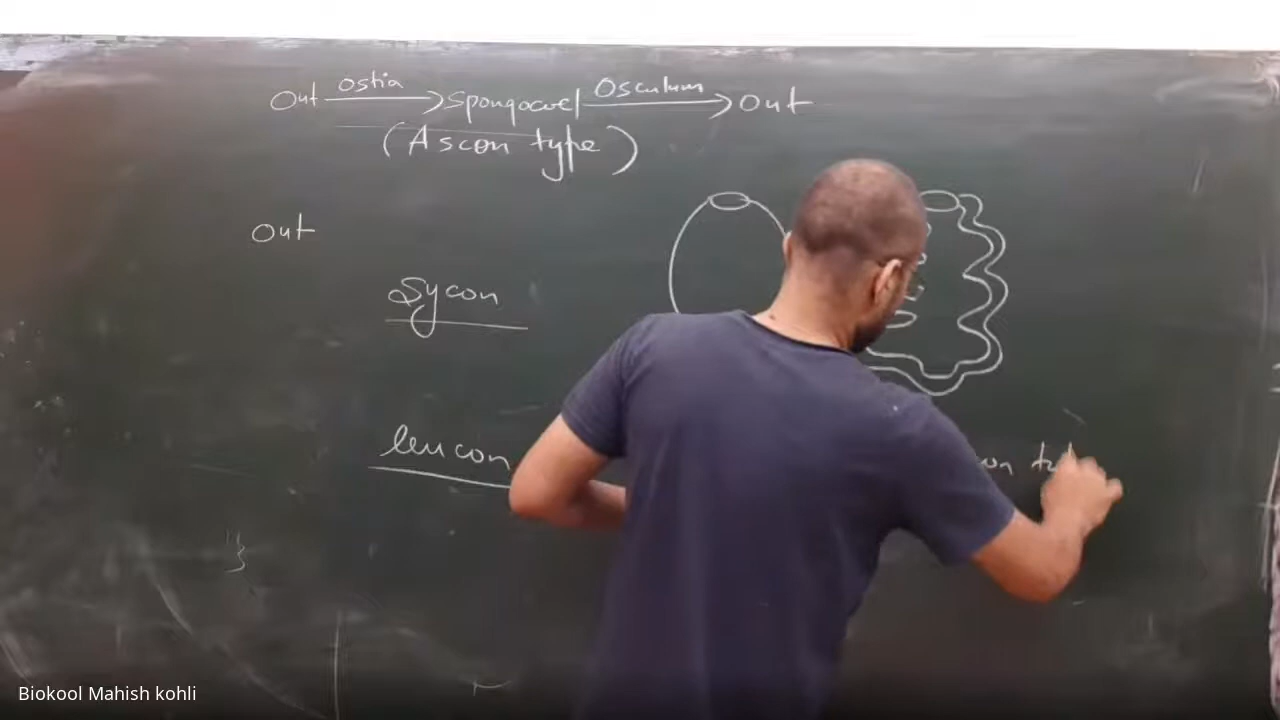 Out ostia → Spongocoel Osculum → Out
(Ascon type)
Out
Sycon
leucon
Biokool Mahish kohli